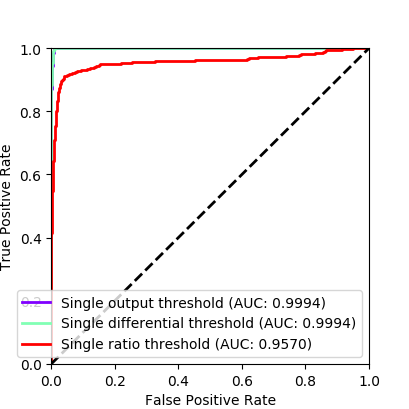 1.0
0.8
0.6
0.4
0.2
0.0
True Positive Rate
Single output threshold (AUC: 0.9994)
Single differential threshold (AUC: 0.9994)
Single ratio threshold (AUC: 0.9570)
0.0 0.2 0.4 0.6 0.8 1.0
False Positive Rate